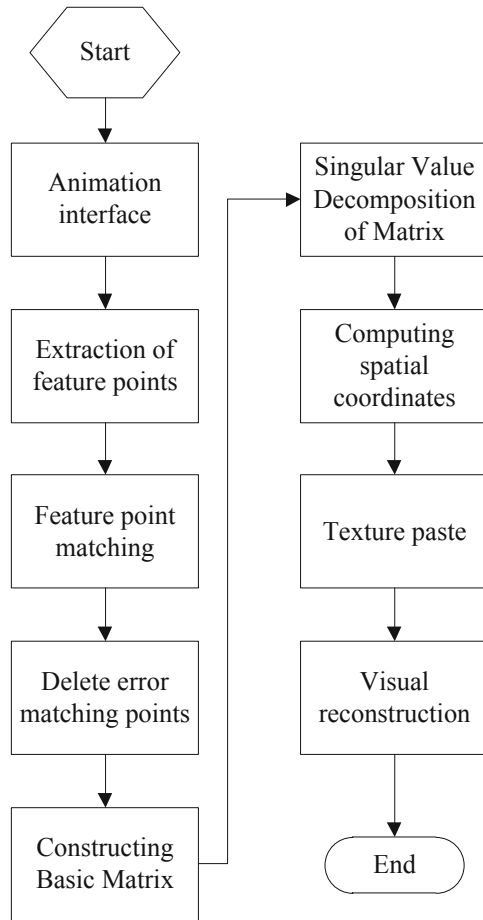 Start
Animation
interface
Extraction of
feature points
Feature point
matching
Delete error
matching points
Constructing
Basic Matrix
Singular Value
Decomposition
of Matrix
Computing
spatial
coordinates
Texture paste
Visual
reconstruction
End